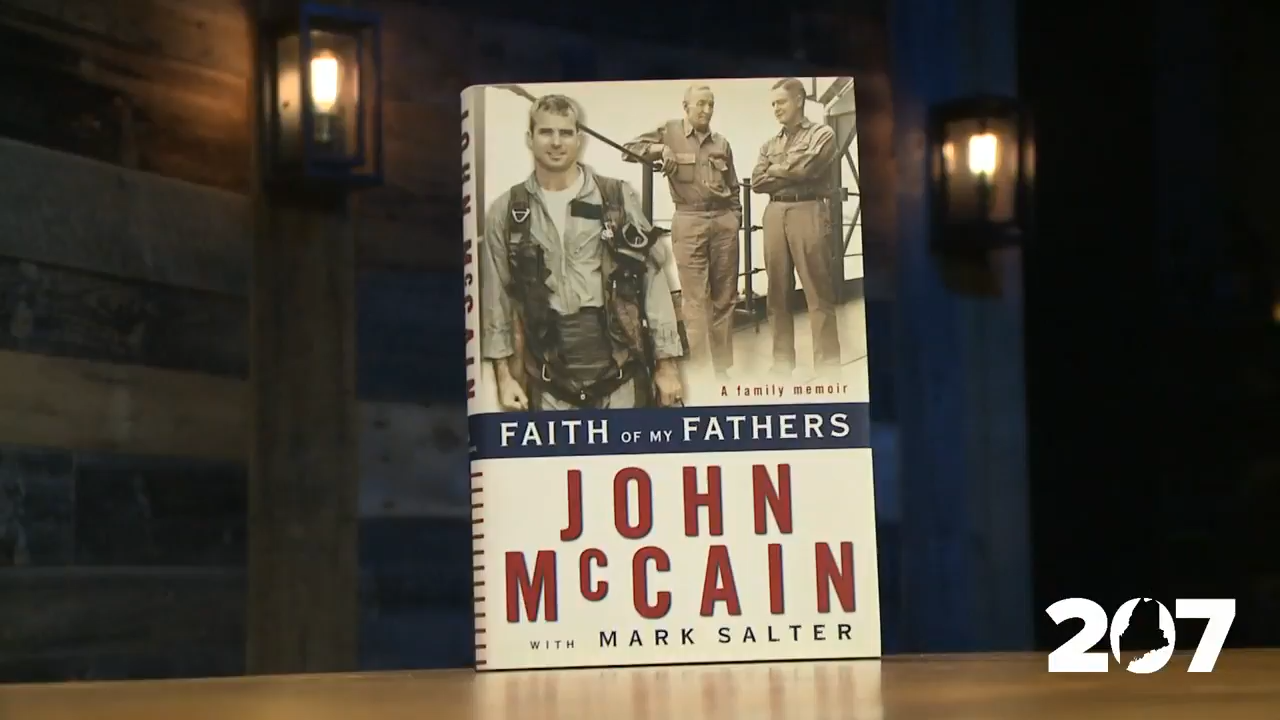 JOHN McCAIN
A family memoir
FAITH OF MY FATHERS
JOHN
McCAIN
WITH MARK SALTER
207